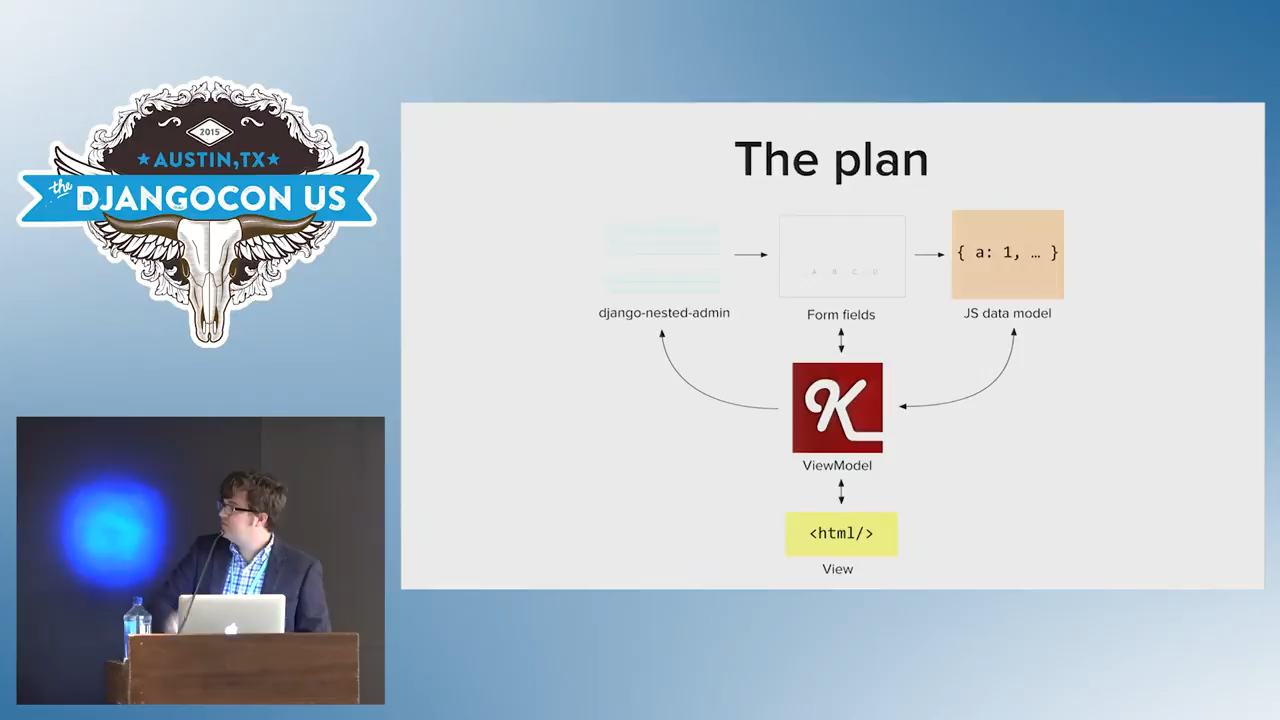 2015
AUSTIN, TX
the DJANGOCON US
The plan
A B C D
{ a: 1, … }
django-nested-admin
Form fields
JS data model
K
ViewModel
<html/>
View